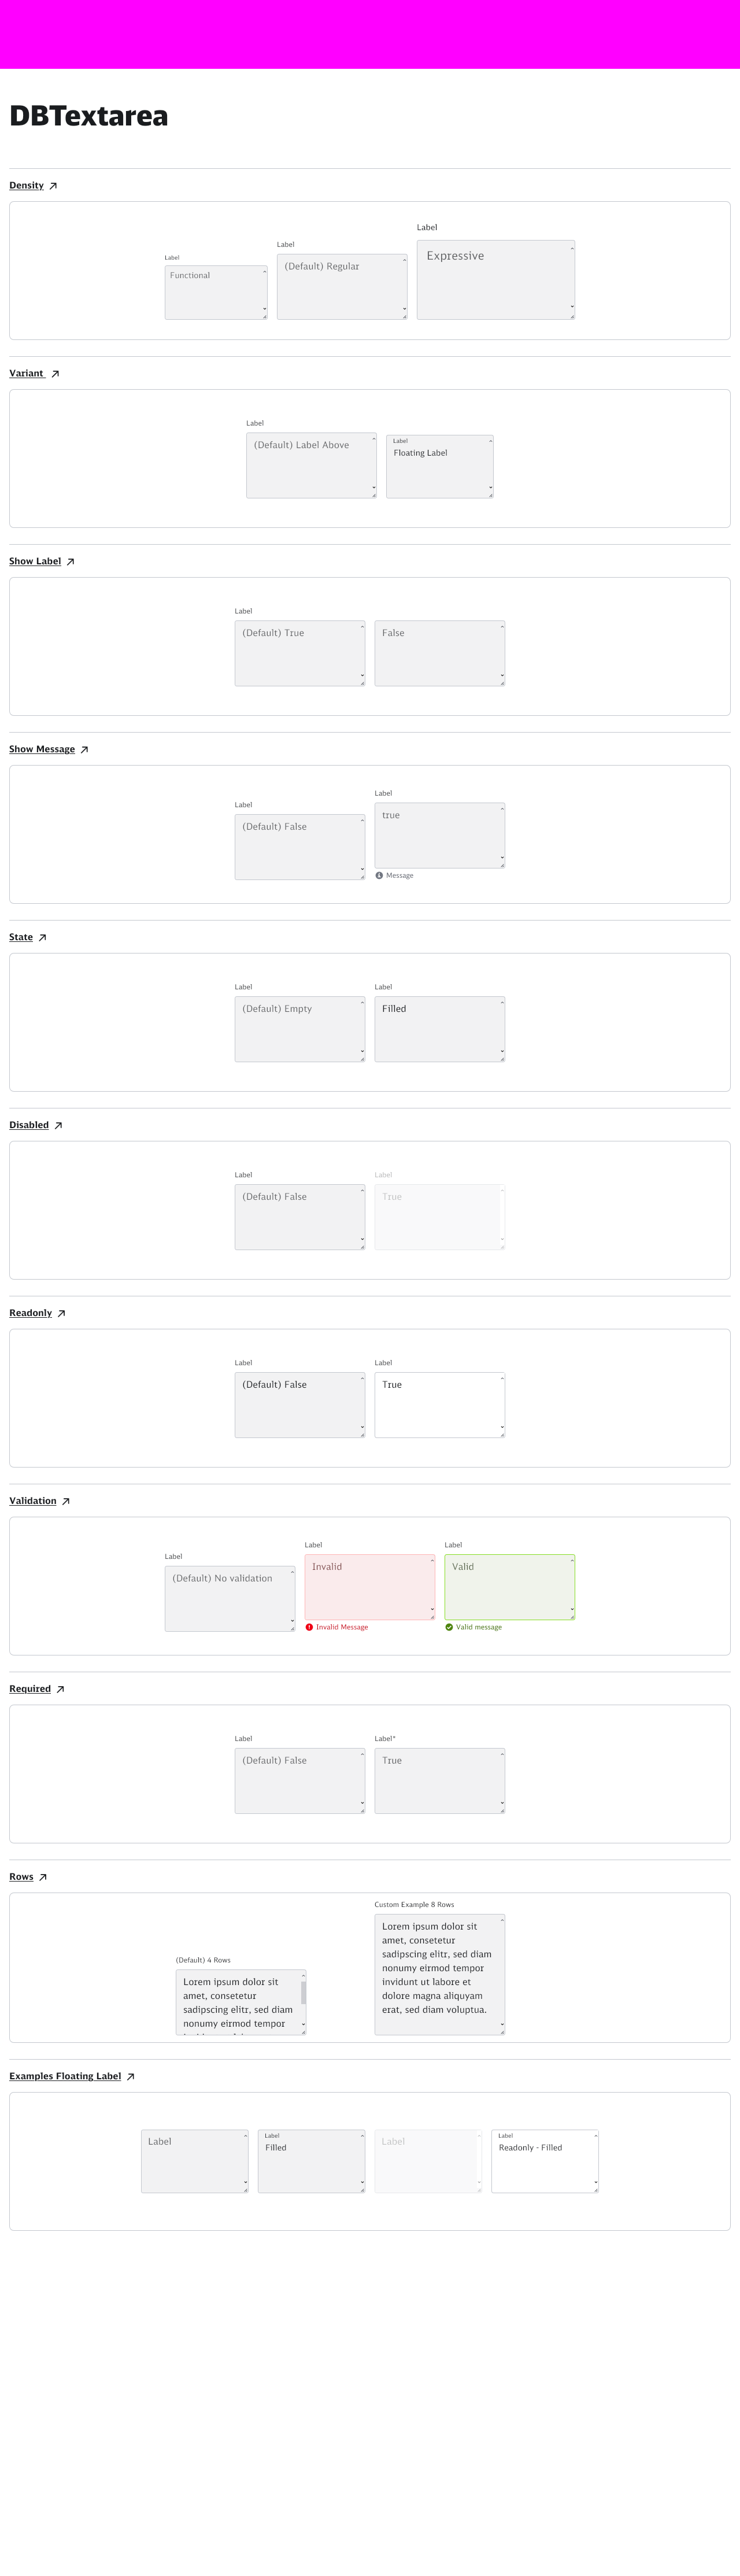 DBTextarea
Density
Label
Functional
Label
(Default) Regular
Label
Expressive
Variant
Label
(Default) Label Above
Label
Floating Label
Show Label
Label
(Default) True
False
Show Message
Label
(Default) False
Label
true
Message
State
Label
(Default) Empty
Label
Filled
Disabled
Label
(Default) False
Label
True
Readonly
Label
(Default) False
Label
True
Validation
Label
(Default) No validation
Label
Invalid
Invalid Message
Label
Valid
Valid message
Required
Label
(Default) False
Label*
True
Rows
(Default) 4 Rows
Lorem ipsum dolor sit
amet, consetetur
sadipscing elitr, sed diam
nonumy eirmod tempor
Custom Example 8 Rows
Lorem ipsum dolor sit
amet, consetetur
sadipscing elitr, sed diam
nonumy eirmod tempor
invidunt ut labore et
dolore magna aliquyam
erat, sed diam voluptua.
Examples Floating Label
Label
Label
Filled
Label
Label
Readonly - Filled